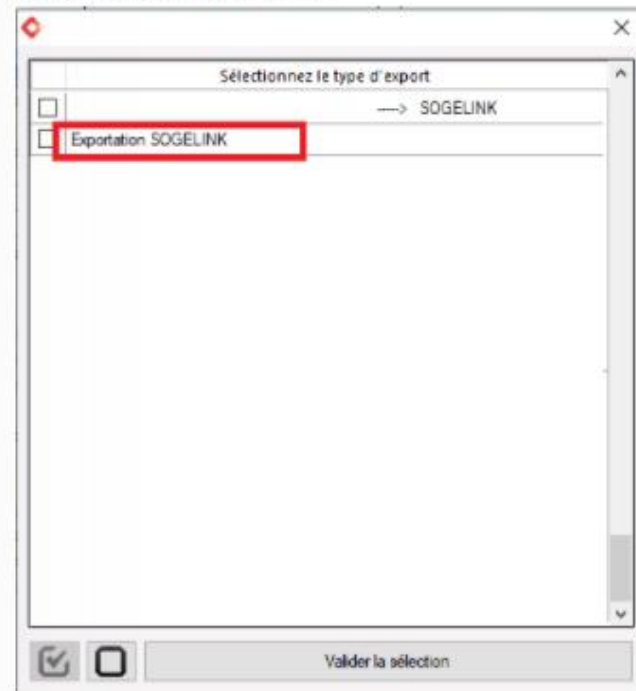 Sélectionnez le type d'export
----> SOGELINK
Exportation SOGELINK
Valider la sélection